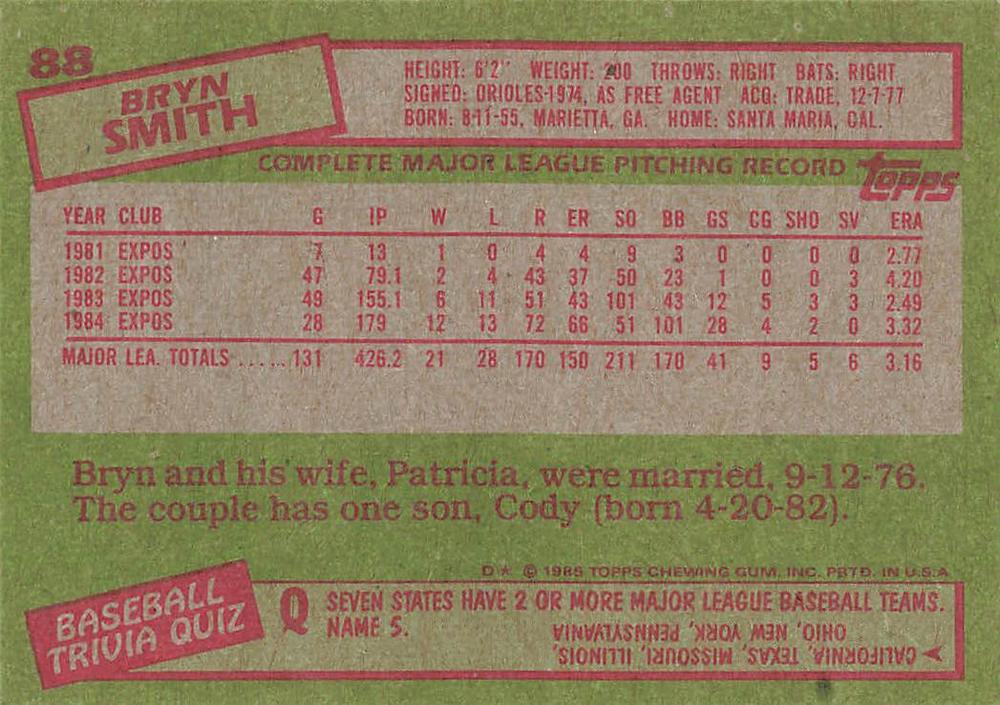 88
BRYN
SMITH
HEIGHT: 6'2" WEIGHT: 200 THROWS: RIGHT BATS: RIGHT
SIGNED: ORIOLES-1974, AS FREE AGENT ACQ: TRADE, 12-7-77
BORN: 8-11-55, MARIETTA, GA. HOME: SANTA MARIA, CAL.
COMPLETE MAJOR LEAGUE PITCHING RECORD
TOPPS
YEAR CLUB G IP W L R ER SO BB GS CG SHO SV ERA
1981 EXPOS 7 13 1 0 4 4 9 3 0 0 0 0 2.77
1982 EXPOS 47 79.1 2 4 43 37 50 23 1 0 0 3 4.20
1983 EXPOS 49 155.1 6 11 51 43 101 43 12 5 3 3 2.49
1984 EXPOS 28 179 12 13 72 66 51 101 28 4 2 0 3.32
MAJOR LEA. TOTALS ......131 426.2 21 28 170 150 211 170 41 9 5 6 3.16
Bryn and his wife, Patricia, were married, 9-12-76.
The couple has one son, Cody (born 4-20-82).
D* © 1985 TOPPS CHEWING GUM, INC. PRTD. IN U.S.A
BASEBALL
TRIVIA QUIZ
Q SEVEN STATES HAVE 2 OR MORE MAJOR LEAGUE BASEBALL TEAMS.
NAME 5.
CALIFORNIA, TEXAS, MISSOURI, ILLINOIS,
OHIO, NEW YORK, PENNSYLVANIA